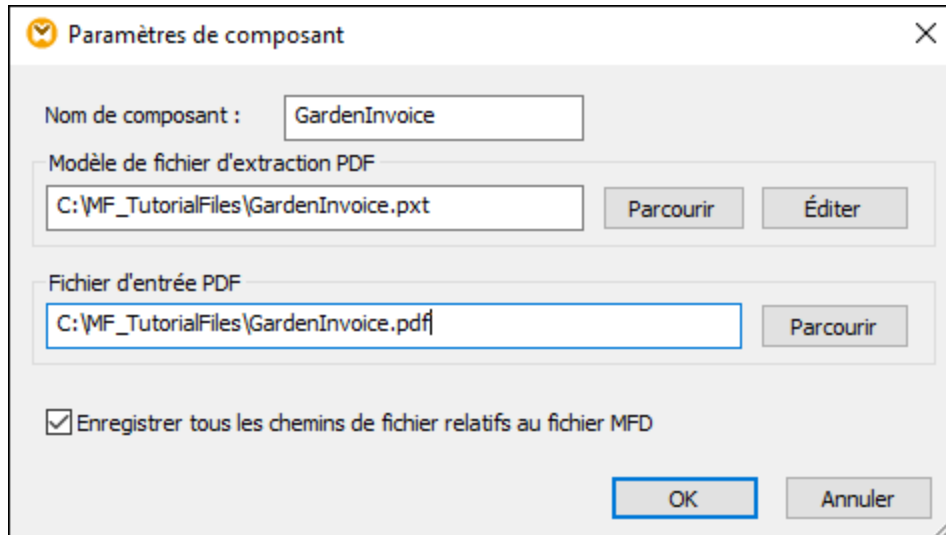 Paramètres de composant
Nom de composant : GardenInvoice
Modèle de fichier d'extraction PDF
C:\MF_TutorialFiles\GardenInvoice.pxt Parcourir Éditer
Fichier d'entrée PDF
C:\MF_TutorialFiles\GardenInvoice.pdf Parcourir
Enregistrer tous les chemins de fichier relatifs au fichier MFD
OK Annuler